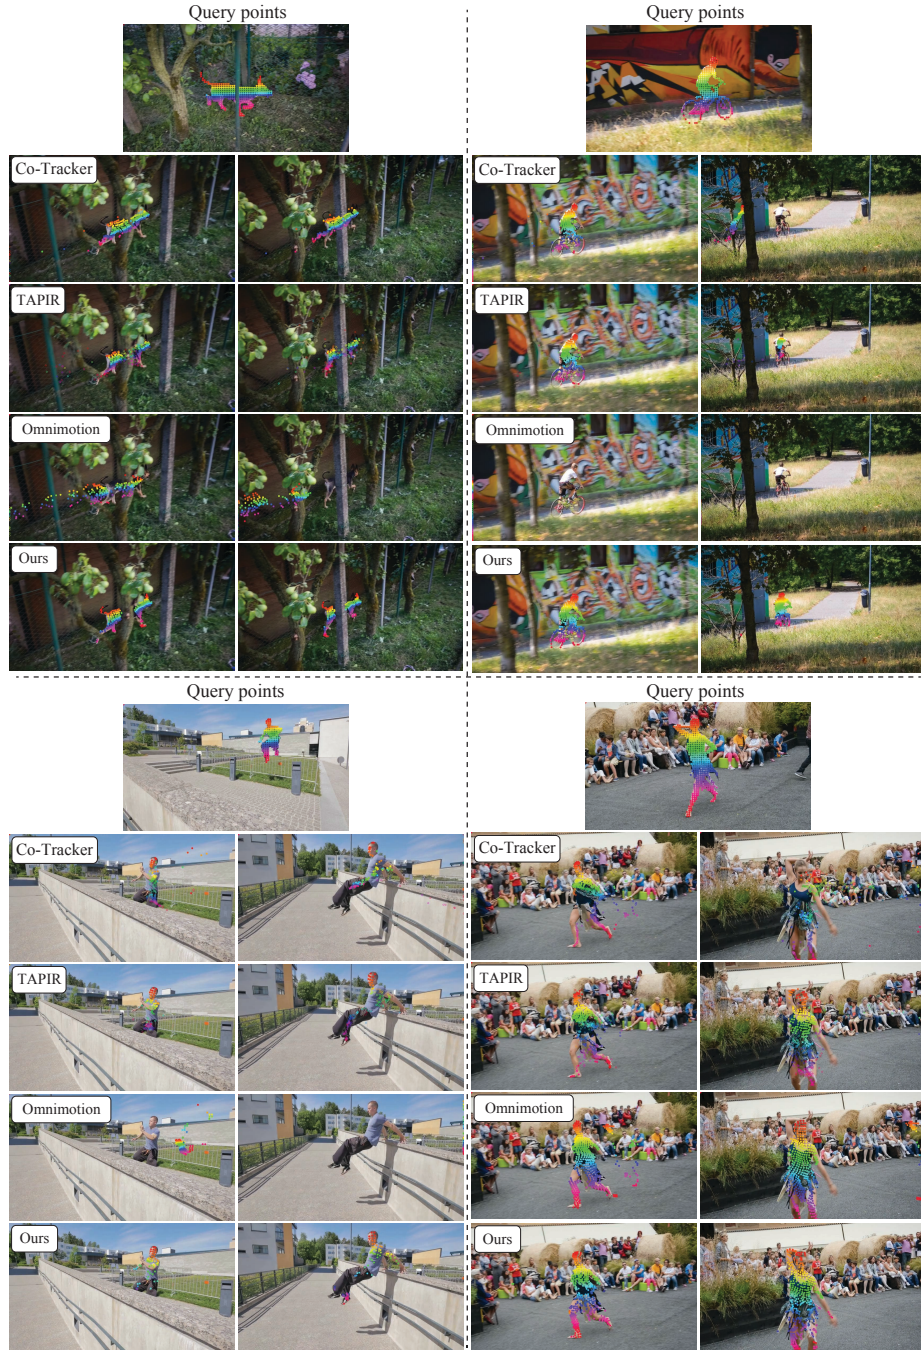 Query points
Co-Tracker
TAPIR
Omnimotion
Ours
Query points
Co-Tracker
TAPIR
Omnimotion
Ours
Query points
Co-Tracker
TAPIR
Omnimotion
Ours
Query points
Co-Tracker
TAPIR
Omnimotion
Ours